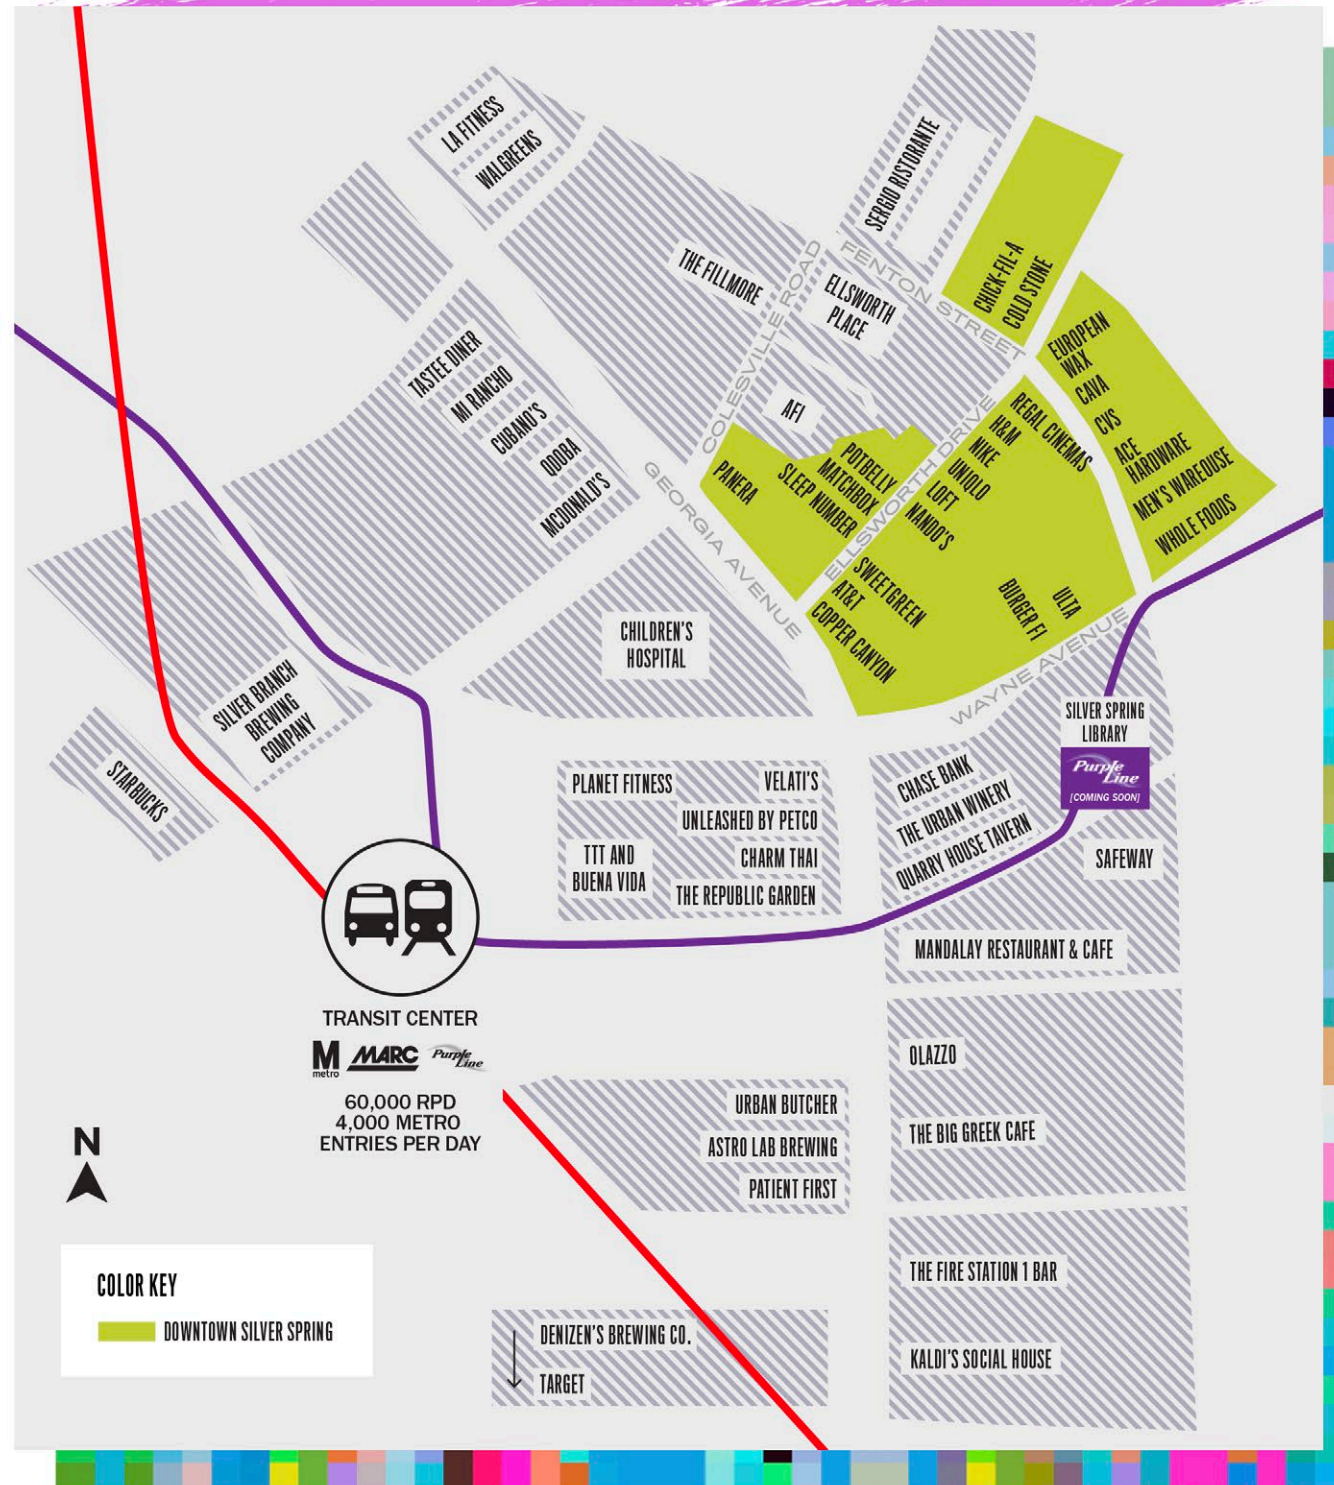 LA FITNESS
WALGREENS
SERGIO RISTORANTE
THE FILLMORE
COLESVILLE ROAD
FENTON STREET
ELLSWORTH
PLACE
CHICK-FIL-A
COLD STONE
EUROPEAN
WAX
CAVA
CVS
ACE
HARDWARE
MEN'S WAREOUSE
WHOLE FOODS
TASTEE DINER
MI RANCHO
CUBANO'S
QDOBA
MCDONALD'S
AFI
GEORGIA AVENUE
PANERA
SLEEP NUMBER
MATCHBOX
POTBELLY
ELLSWORTH DRIVE
REGAL CINEMAS
H&M
NIKE
UNIQLO
LOFT
NANDO'S
SWEETGREEN
AT&T
COPPER CANYON
BURGER FI
ULTA
WAYNE AVENUE
CHILDREN'S
HOSPITAL
SILVER BRANCH
BREWING
COMPANY
STARBUCKS
SILVER SPRING
LIBRARY
Purple
Line
[COMING SOON]
PLANET FITNESS
VELATI'S
UNLEASHED BY PETCO
TTT AND
BUENA VIDA
CHARM THAI
THE REPUBLIC GARDEN
CHASE BANK
THE URBAN WINERY
QUARRY HOUSE TAVERN
SAFEWAY
MANDALAY RESTAURANT & CAFE
TRANSIT CENTER
M
metro
MARC
Purple
Line
60,000 RPD
4,000 METRO
ENTRIES PER DAY
OLAZZO
THE BIG GREEK CAFE
URBAN BUTCHER
ASTRO LAB BREWING
PATIENT FIRST
N
THE FIRE STATION 1 BAR
KALDI'S SOCIAL HOUSE
DENIZEN'S BREWING CO.
TARGET
COLOR KEY
DOWNTOWN SILVER SPRING